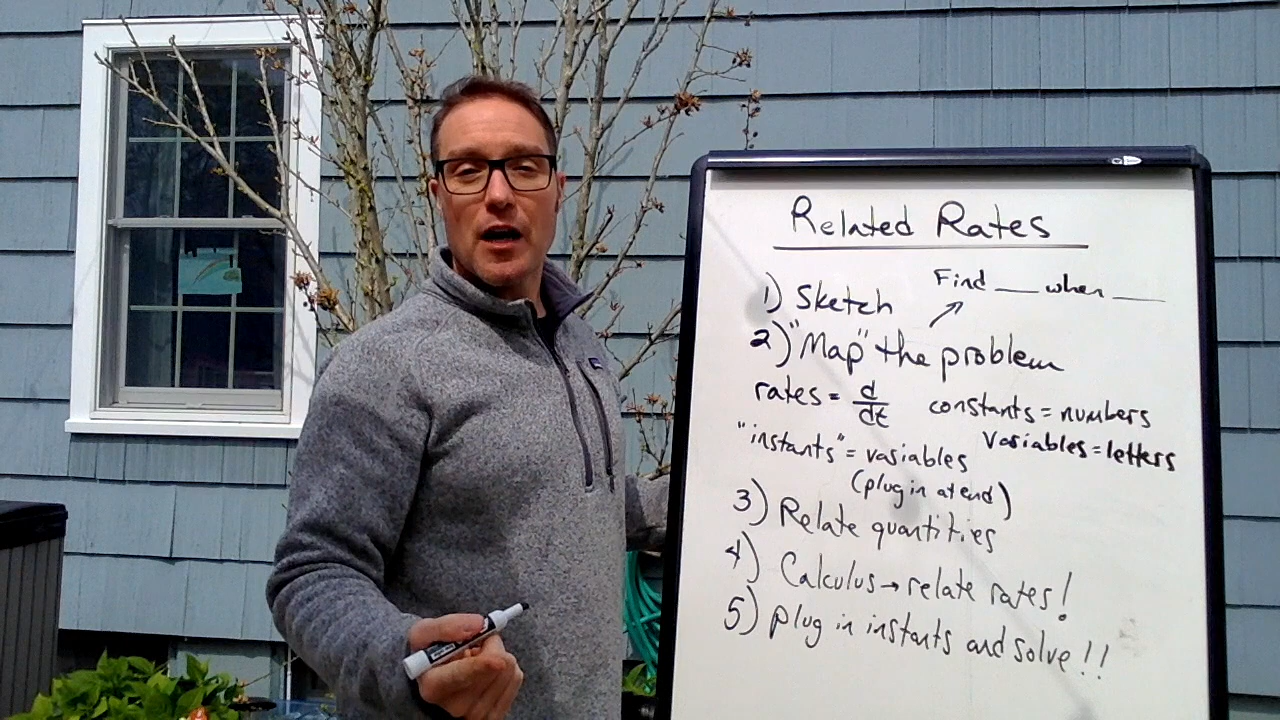 Related Rates
Find ___ when ___
1) Sketch
2) "Map" the problem
rates = d/dt
constants = numbers
variables = letters
"instants" = variables
(plug in at end)
3) Relate quantities
4) Calculus → relate rates!
5) plug in instants and solve!!